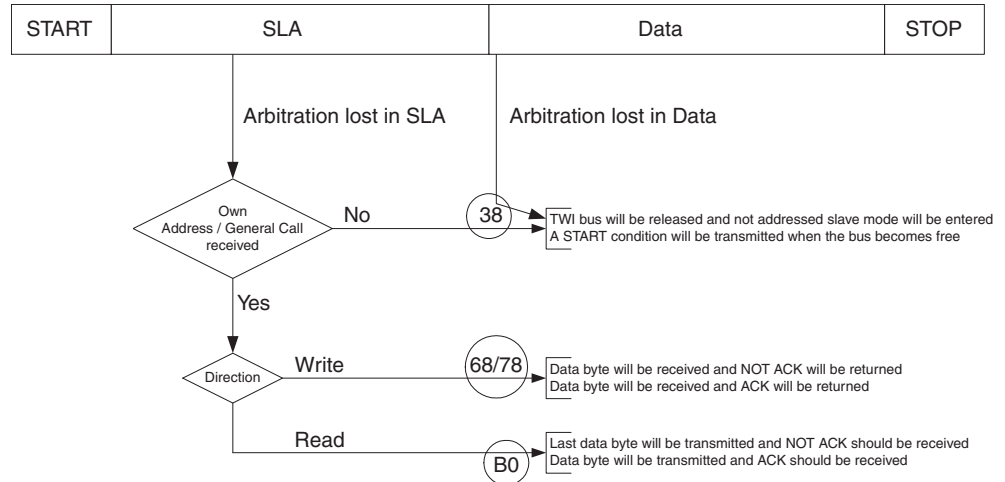 START SLA Data STOP
Arbitration lost in SLA Arbitration lost in Data
Own
Address / General Call
received
No
38
TWI bus will be released and not addressed slave mode will be entered
A START condition will be transmitted when the bus becomes free
Yes
Direction
Write
68/78
Data byte will be received and NOT ACK will be returned
Data byte will be received and ACK will be returned
Read
B0
Last data byte will be transmitted and NOT ACK should be received
Data byte will be transmitted and ACK should be received